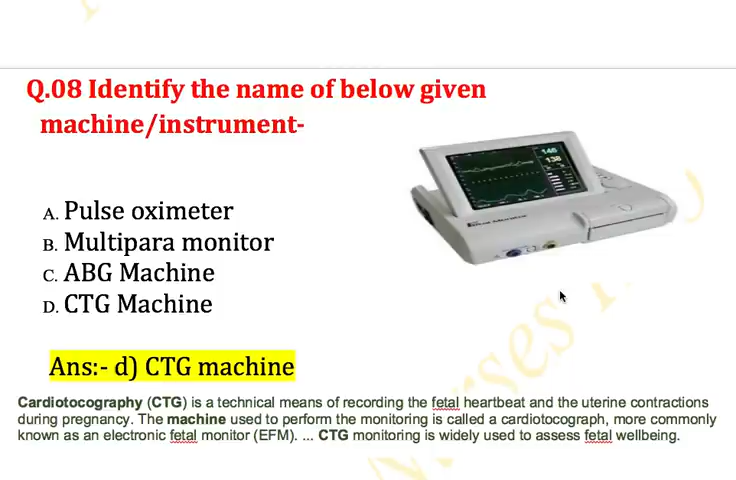 Q.08 Identify the name of below given
machine/instrument-
146
138
A. Pulse oximeter
B. Multipara monitor
C. ABG Machine
D. CTG Machine
Ans:- d) CTG machine
Cardiotocography (CTG) is a technical means of recording the fetal heartbeat and the uterine contractions
during pregnancy. The machine used to perform the monitoring is called a cardiotocograph, more commonly
known as an electronic fetal monitor (EFM). ... CTG monitoring is widely used to assess fetal wellbeing.